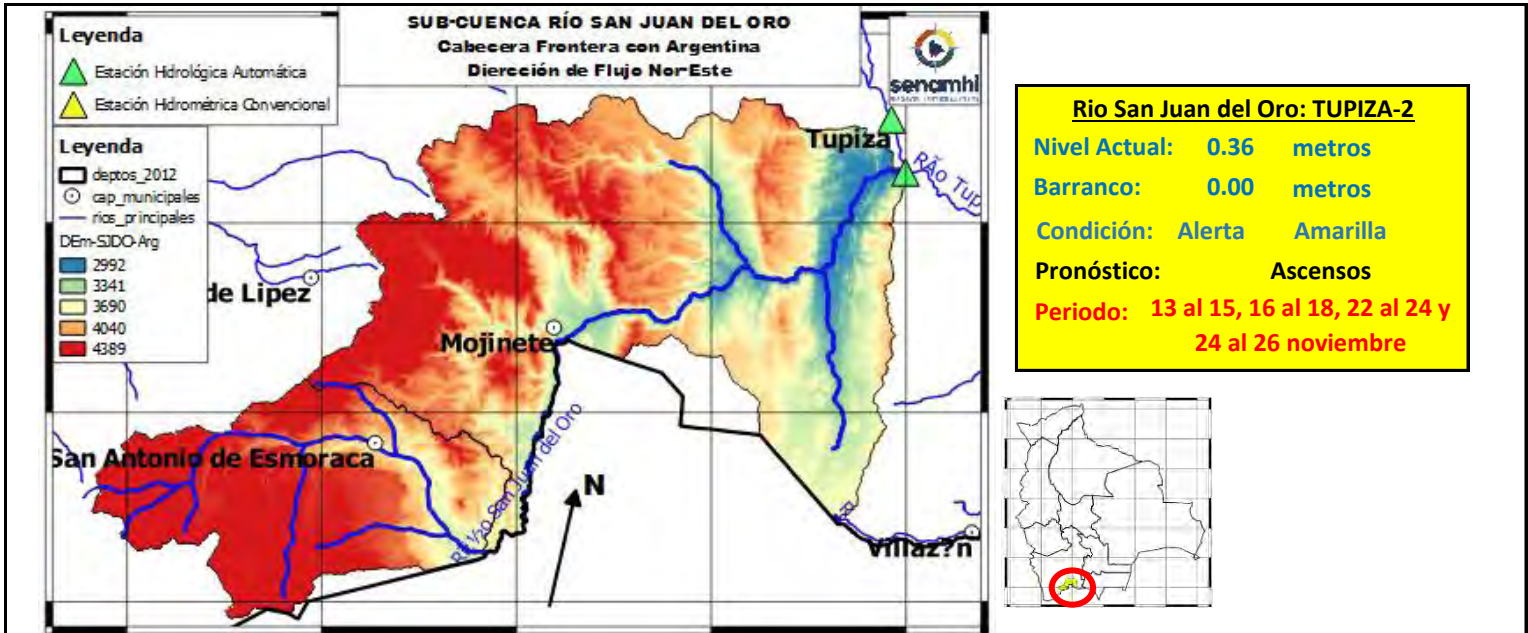 SUB-CUENCA RÍO SAN JUAN DEL ORO
Cabecera Frontera con Argentina
Diercción de Flujo Nor-Este
Leyenda
Estación Hidrológica Automática
Estación Hidrométrica Convencional
Leyenda
deptos_2012
cap_municipales
rios_principales
DEm-SJDO-Arg
2992
3341
3690
4040
4389
senamhi
Tupiza
RÃ­o Tup
de Lipez
Mojinete
San Antonio de Esmoraca
San Juan del Oro
N
Villaz?n
Rio San Juan del Oro: TUPIZA-2
Nivel Actual: 0.36 metros
Barranco: 0.00 metros
Condición: Alerta Amarilla
Pronóstico: Ascensos
Periodo: 13 al 15, 16 al 18, 22 al 24 y
24 al 26 noviembre